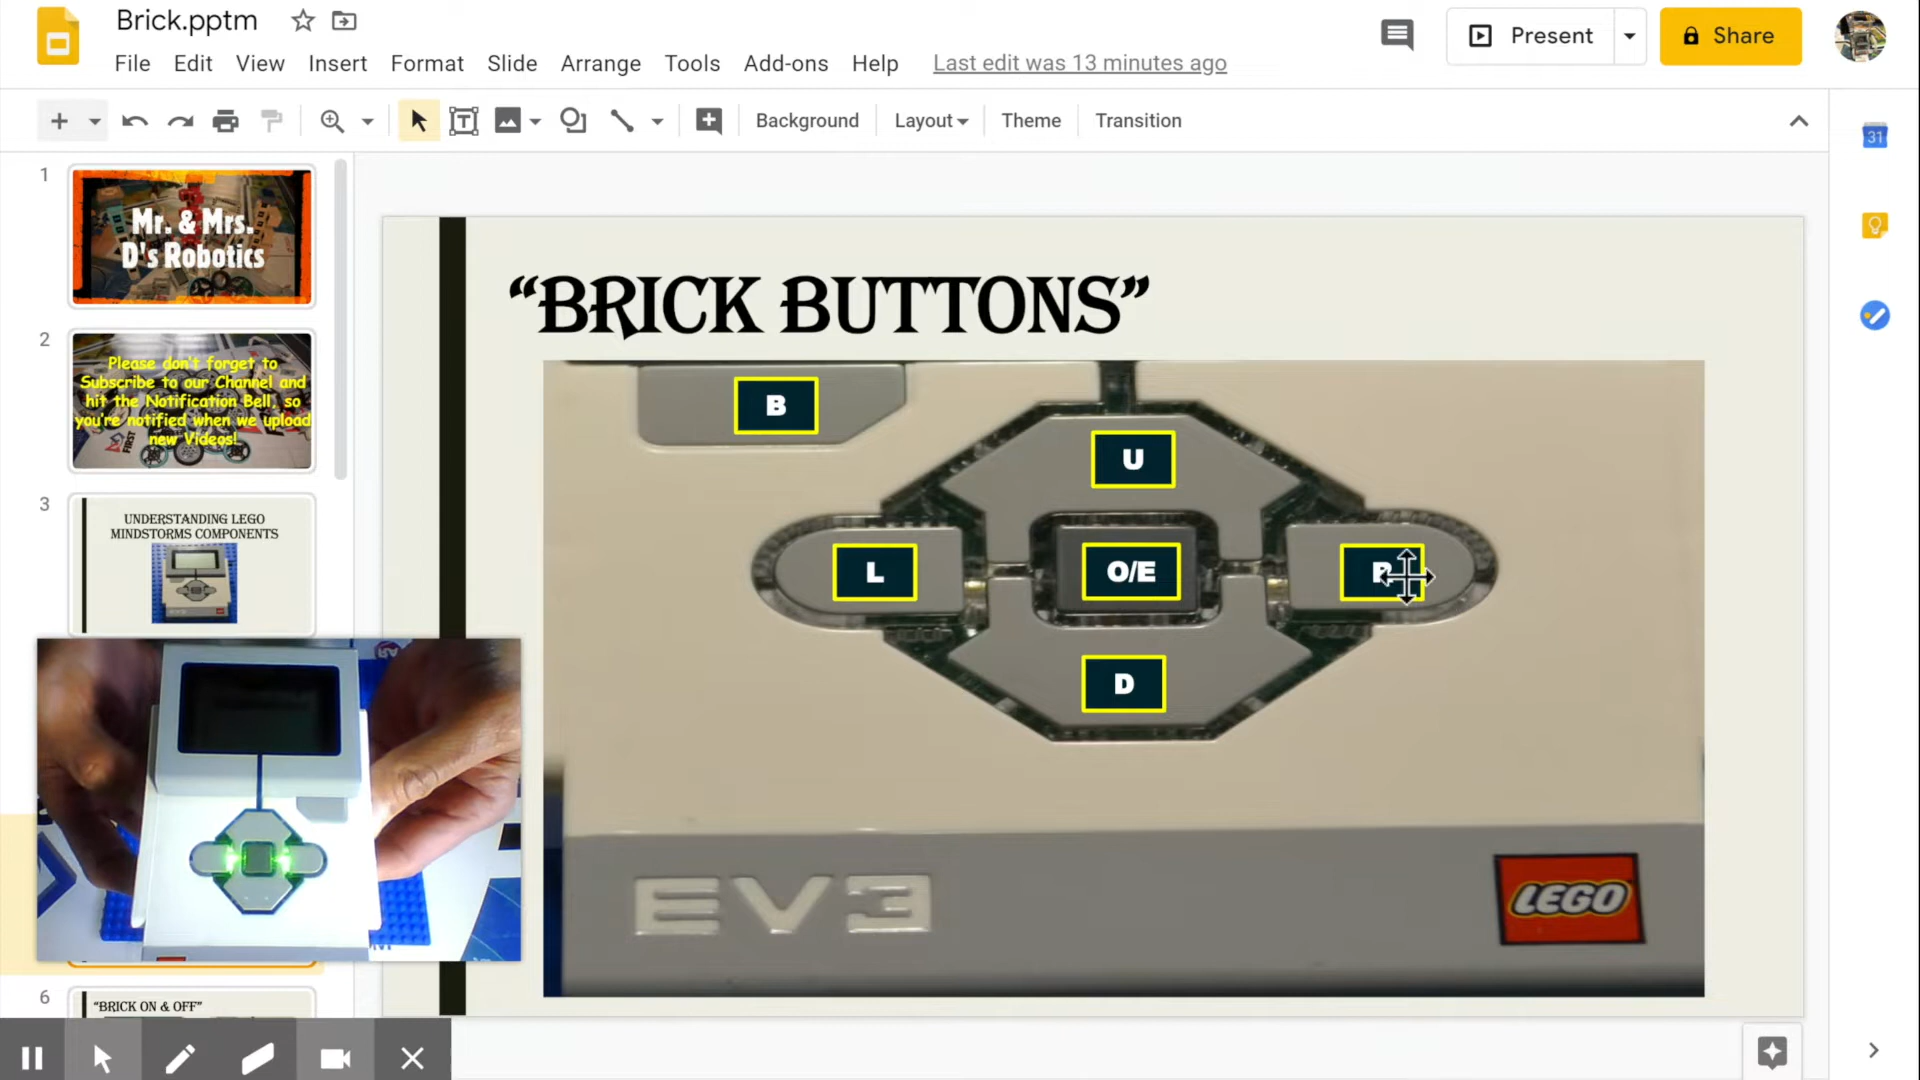 Brick.pptm
File Edit View Insert Format Slide Arrange Tools Add-ons Help Last edit was 13 minutes ago
Present
Share
Background Layout Theme Transition
31
1
Mr. & Mrs.
D's Robotics
2
Please don't forget to
Subscribe to our Channel and
hit the Notification Bell, so
you're notified when we upload
new Videos!
FIRST
3
UNDERSTANDING LEGO
MINDSTORMS COMPONENTS
6
"BRICK ON & OFF"
“BRICK BUTTONS”
B
U
L
O/E
D
EV3
LEGO